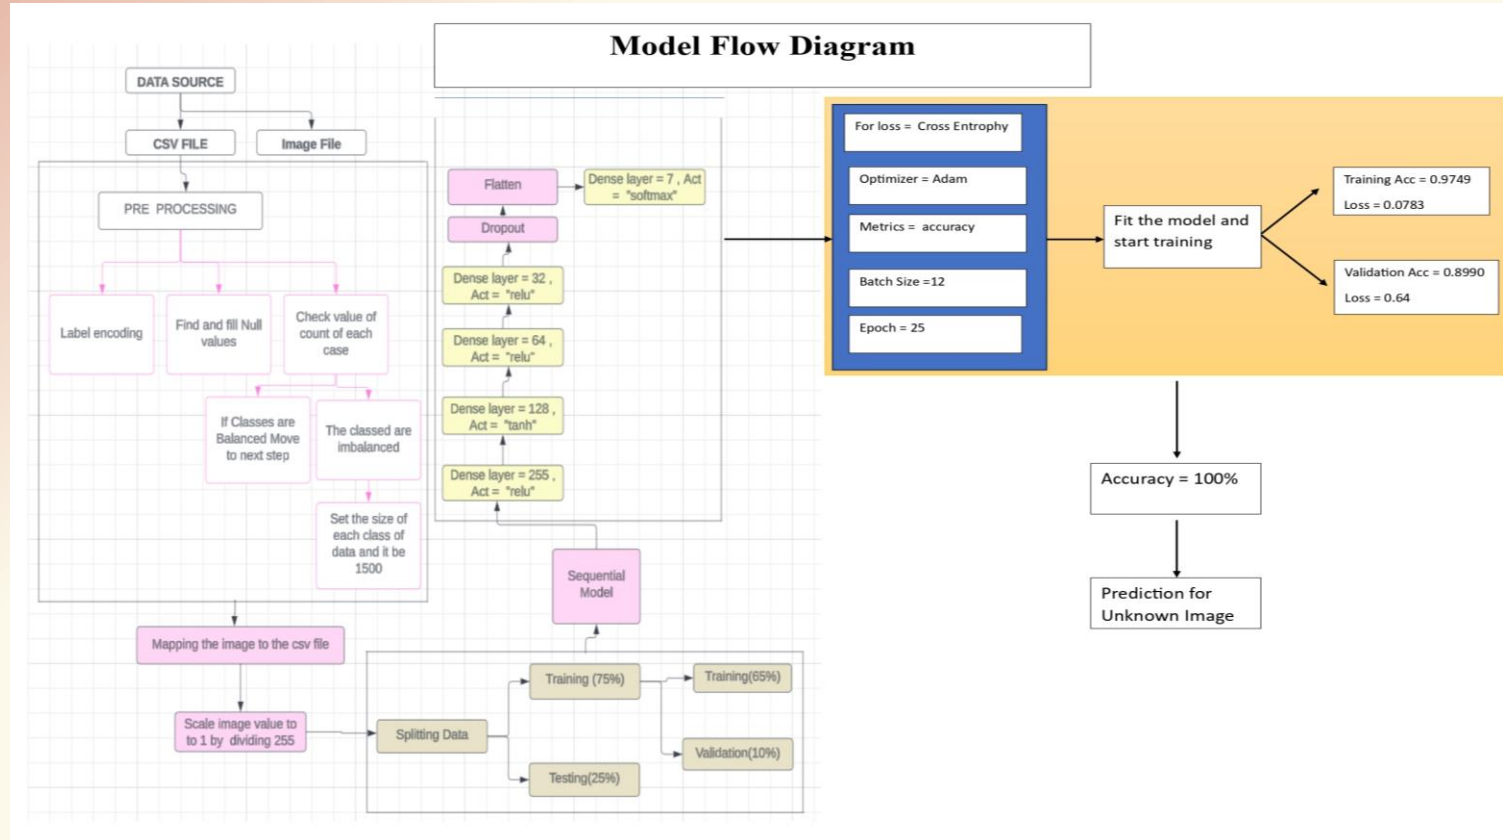 Model Flow Diagram
DATA SOURCE
CSV FILE
Image File
PRE PROCESSING
Label encoding
Find and fill Null
values
Check value of
count of each
case
If Classes are
Balanced Move
to next step
The classed are
imbalanced
Set the size of
each class of
data and it be
1500
Mapping the image to the csv file
Scale image value to
to 1 by dividing 255
Splitting Data
Training (75%)
Testing(25%)
Training(65%)
Validation(10%)
Sequential
Model
Dense layer = 255 ,
Act = "relu"
Dense layer = 128 ,
Act = "tanh"
Dense layer = 64 ,
Act = "relu"
Dense layer = 32 ,
Act = "relu"
Dropout
Flatten
Dense layer = 7 , Act
= "softmax"
For loss = Cross Entrophy
Optimizer = Adam
Metrics = accuracy
Batch Size =12
Epoch = 25
Fit the model and
start training
Training Acc = 0.9749
Loss = 0.0783
Validation Acc = 0.8990
Loss = 0.64
Accuracy = 100%
Prediction for
Unknown Image